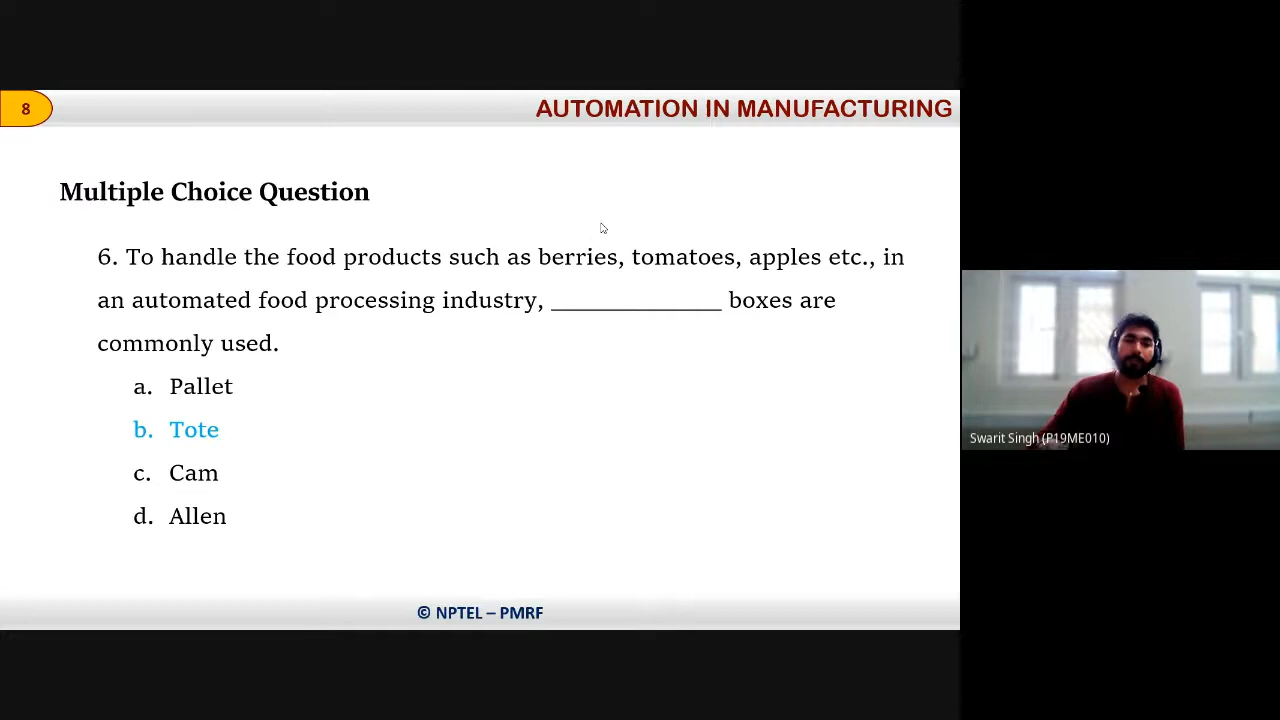 8
AUTOMATION IN MANUFACTURING
Multiple Choice Question
6. To handle the food products such as berries, tomatoes, apples etc., in
an automated food processing industry, ______________ boxes are
commonly used.
a. Pallet
b. Tote
c. Cam
d. Allen
Swarit Singh (P19ME010)
© NPTEL – PMRF